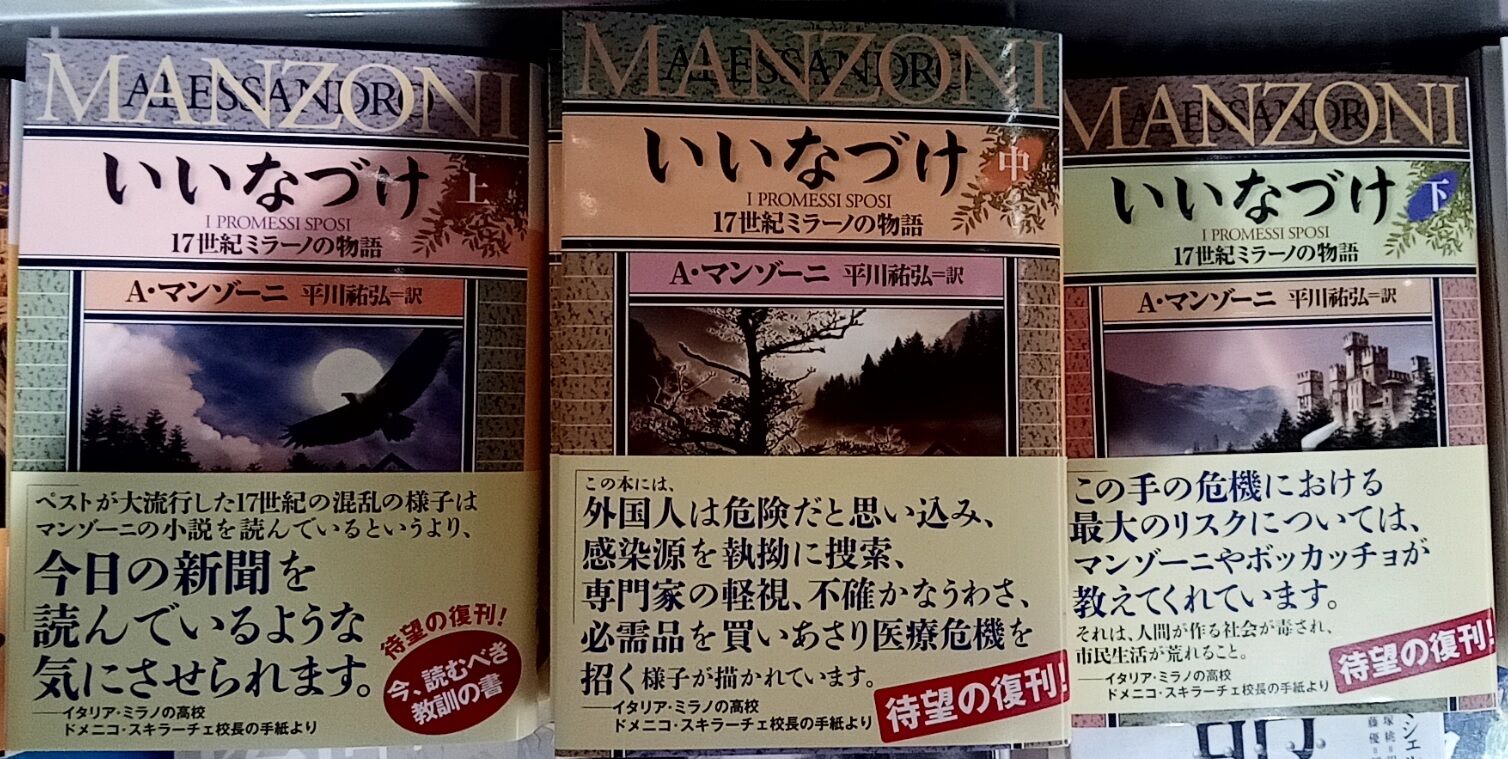 MANZONI
ALESSANDRO
いいなづけ 上
I PROMESSI SPOSI
17世紀ミラーノの物語
A・マンゾーニ 平川祐弘=訳
「ペストが大流行した17世紀の混乱の様子は
マンゾーニの小説を読んでいるというより、
今日の新聞を
読んでいるような
気にさせられます。」
――イタリア・ミラノの高校
ドメニコ・スキラーチェ校長の手紙より
待望の復刊!
今、読むべき
教訓の書
MANZONI
ALESSANDRO
いいなづけ 中
I PROMESSI SPOSI
17世紀ミラーノの物語
A・マンゾーニ 平川祐弘=訳
「この本には、
外国人は危険だと思い込み、
感染源を執拗に捜索、
専門家の軽視、不確かなうわさ、
必需品を買いあさり医療危機を
招く様子が描かれています。」
――イタリア・ミラノの高校
ドメニコ・スキラーチェ校長の手紙より
待望の復刊!
MANZONI
ALESSANDRO
いいなづけ 下
I PROMESSI SPOSI
17世紀ミラーノの物語
A・マンゾーニ 平川祐弘=訳
「この手の危機における
最大のリスクについては、
マンゾーニやボッカッチョが
教えてくれています。
それは、人間が作る社会が毒され、
市民生活が荒れること。
――イタリア・ミラノの高校
ドメニコ・スキラーチェ校長の手紙より
待望の復刊!